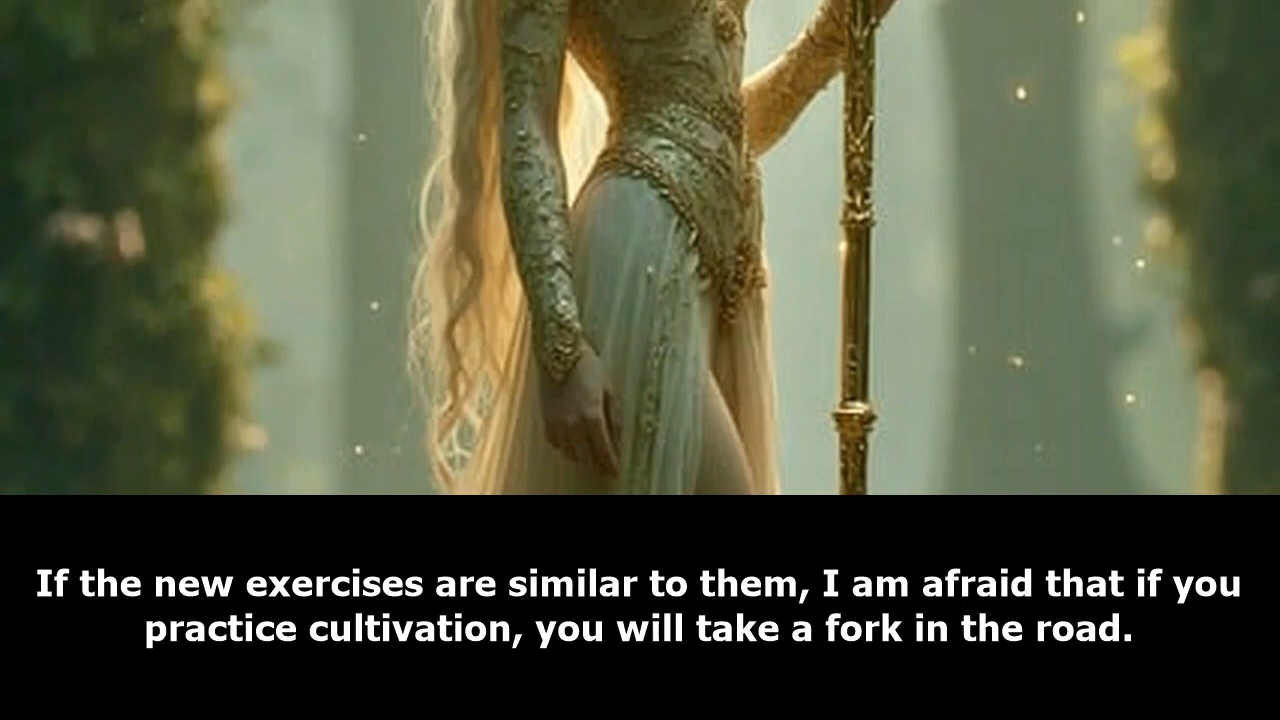 If the new exercises are similar to them, I am afraid that if you
practice cultivation, you will take a fork in the road.